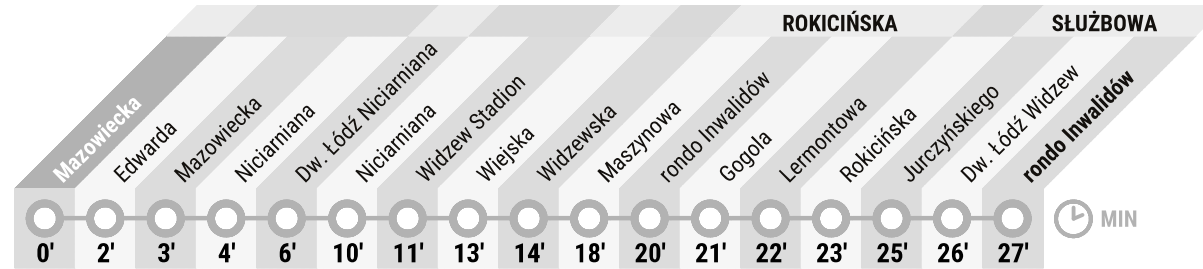 ROKICIŃSKA SŁUŻBOWA
Mazowiecka
Edwarda
Mazowiecka
Niciarniana
Dw. Łódź Niciarniana
Niciarniana
Widzew Stadion
Wiejska
Widzewska
Maszynowa
rondo Inwalidów
Gogola
Lermontowa
Rokicińska
Jurczyńskiego
Dw. Łódź Widzew
rondo Inwalidów
0' 2' 3' 4' 6' 10' 11' 13' 14' 18' 20' 21' 22' 23' 25' 26' 27' MIN